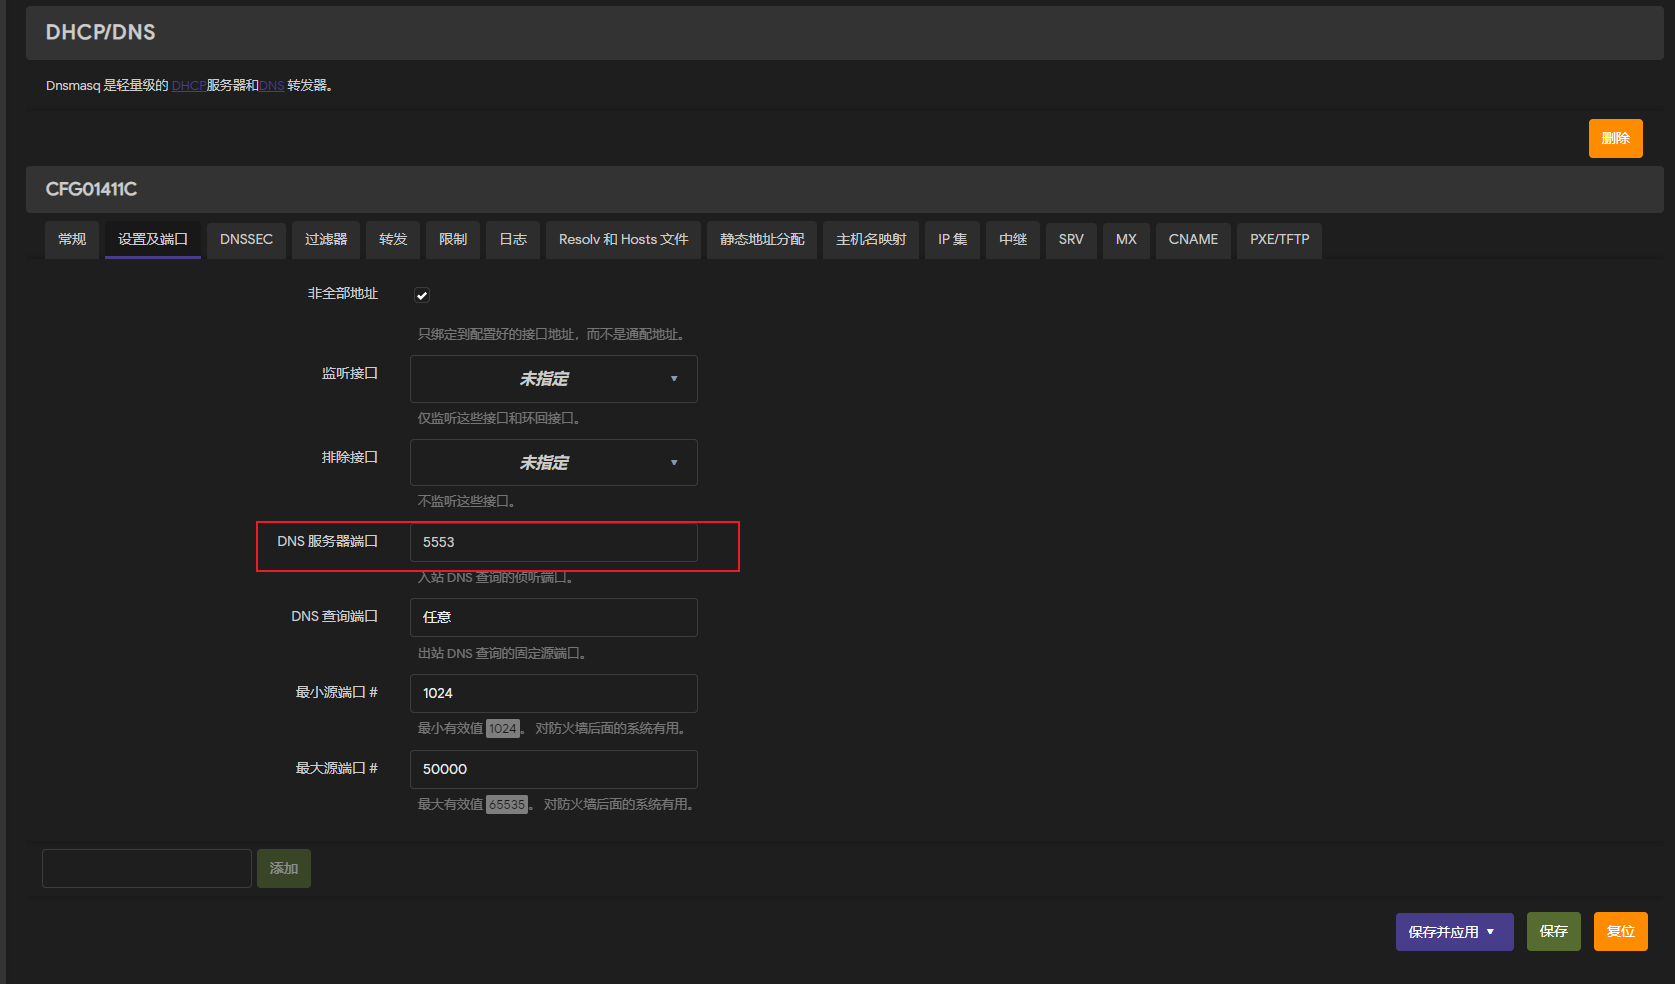 DHCP/DNS
Dnsmasq 是轻量级的 DHCP服务器和DNS 转发器。
删除
CFG01411C
常规 设置及端口 DNSSEC 过滤器 转发 限制 日志 Resolv 和 Hosts 文件 静态地址分配 主机名映射 IP 集 中继 SRV MX CNAME PXE/TFTP
非全部地址
只绑定到配置好的接口地址，而不是通配地址。
监听接口 未指定
仅监听这些接口和环回接口。
排除接口 未指定
不监听这些接口。
DNS 服务器端口 5553
入站 DNS 查询的侦听端口。
DNS 查询端口 任意
出站 DNS 查询的固定源端口。
最小源端口 # 1024
最小有效值 1024。 对防火墙后面的系统有用。
最大源端口 # 50000
最大有效值 65535。 对防火墙后面的系统有用。
添加
保存并应用 保存 复位